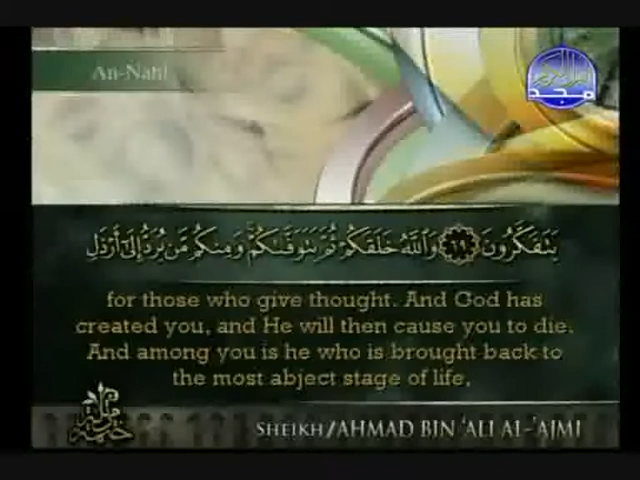 An-Nahl
مجد
يَتَفَكَّرُونَ ٦٩ وَاللَّهُ خَلَقَكُمْ ثُمَّ يَتَوَفَّاكُمْ وَمِنكُم مَّن يُرَدُّ إِلَىٰ أَرْذَلِ
for those who give thought. And God has
created you, and He will then cause you to die.
And among you is he who is brought back to
the most abject stage of life,
SHEIKH/AHMAD BIN 'ALI Al-'AJMI